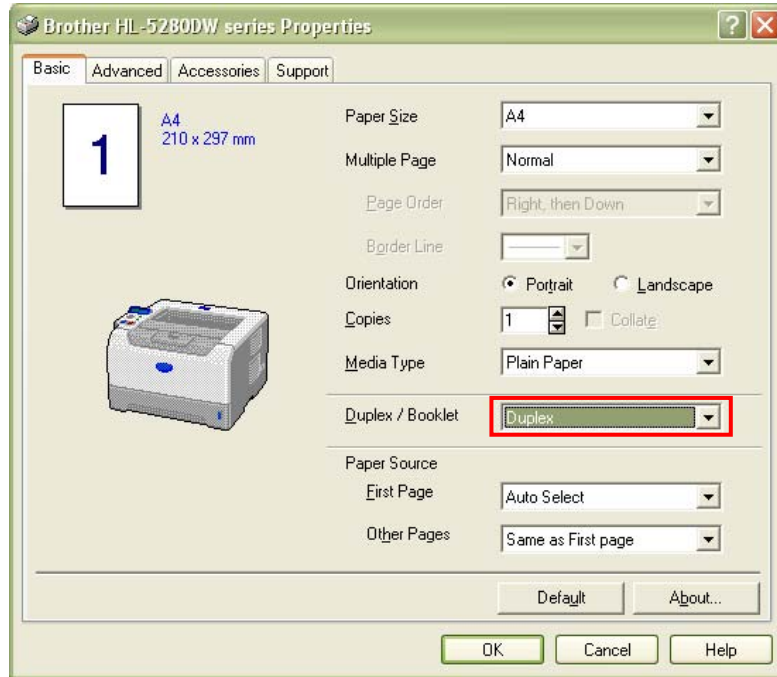 Brother HL-5280DW series Properties
Basic Advanced Accessories Support
1
A4
210 x 297 mm
Paper Size A4
Multiple Page Normal
Page Order Right, then Down
Border Line
Orientation Portrait Landscape
Copies 1 Collate
Media Type Plain Paper
Duplex / Booklet Duplex
Paper Source
First Page Auto Select
Other Pages Same as First page
Default About...
OK Cancel Help